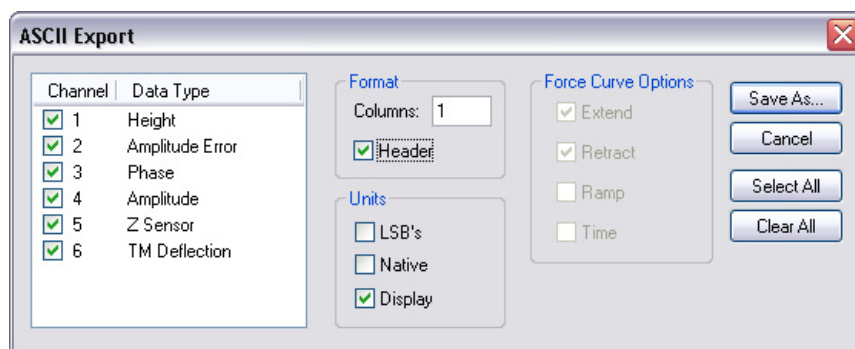 ASCII Export
Channel Data Type
1 Height
2 Amplitude Error
3 Phase
4 Amplitude
5 Z Sensor
6 TM Deflection
Format
Columns: 1
Header
Units
LSB's
Native
Display
Force Curve Options
Extend
Retract
Ramp
Time
Save As...
Cancel
Select All
Clear All